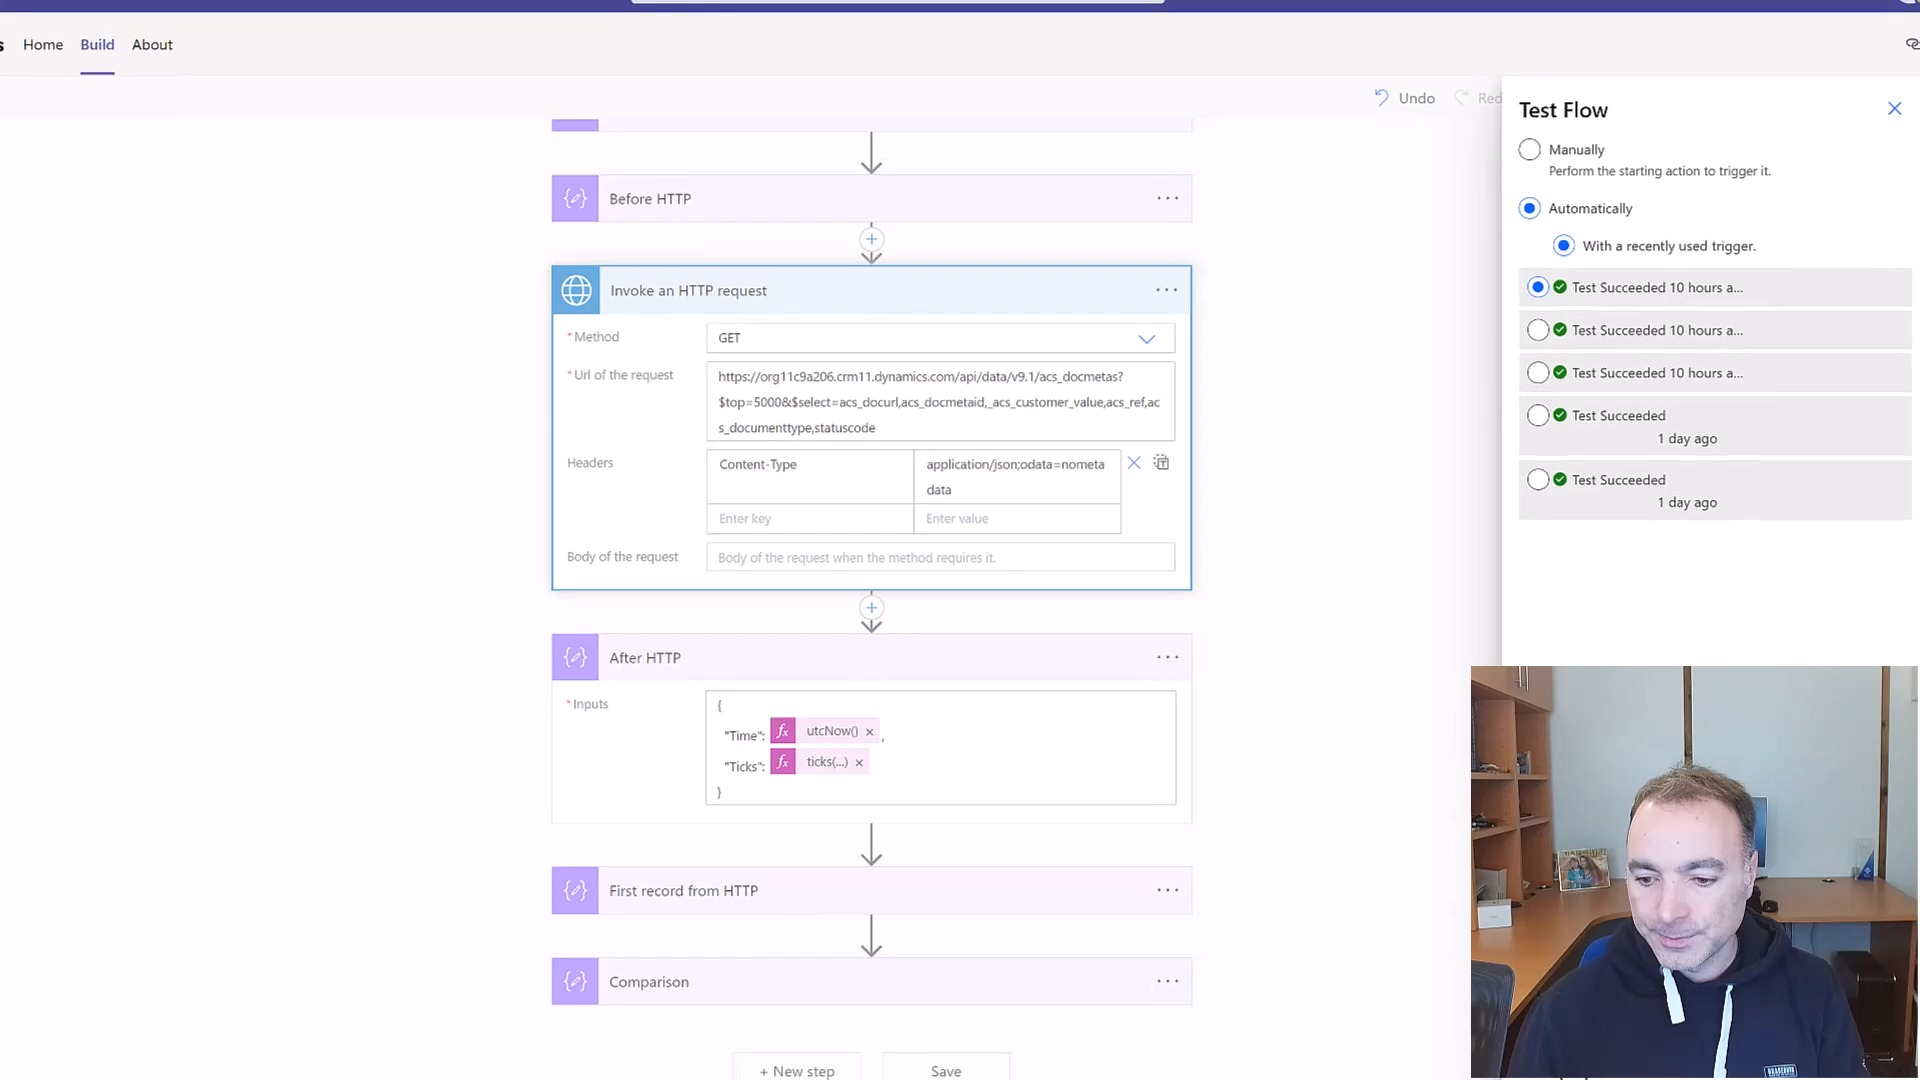 s Home Build About
Undo
Red
Before HTTP
Invoke an HTTP request
* Method
GET
* Url of the request
https://org11c9a206.crm11.dynamics.com/api/data/v9.1/acs_docmetas?
$top=5000&$select=acs_docurl,acs_docmetaid,_acs_customer_value,acs_ref,ac
s_documenttype,statuscode
Headers
Content-Type
application/json;odata=nometa
data
Enter key
Enter value
Body of the request
Body of the request when the method requires it.
After HTTP
* Inputs
{
"Time": fx utcNow() × ,
"Ticks": fx ticks(...) ×
}
First record from HTTP
Comparison
+ New step
Save
Test Flow
Manually
Perform the starting action to trigger it.
Automatically
With a recently used trigger.
Test Succeeded 10 hours a...
Test Succeeded 10 hours a...
Test Succeeded 10 hours a...
Test Succeeded
1 day ago
Test Succeeded
1 day ago